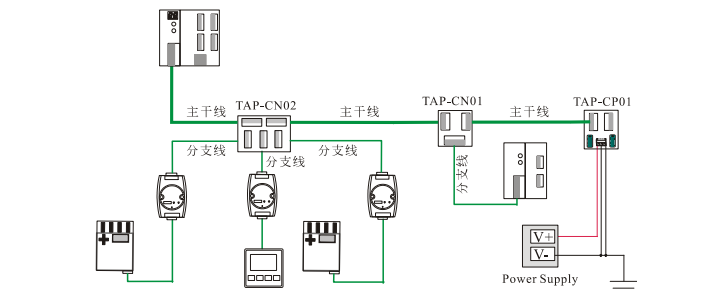 TAP-CN02
TAP-CN01
TAP-CP01
主干线
主干线
主干线
分支线
分支线
分支线
分支线
V+
V-
Power Supply